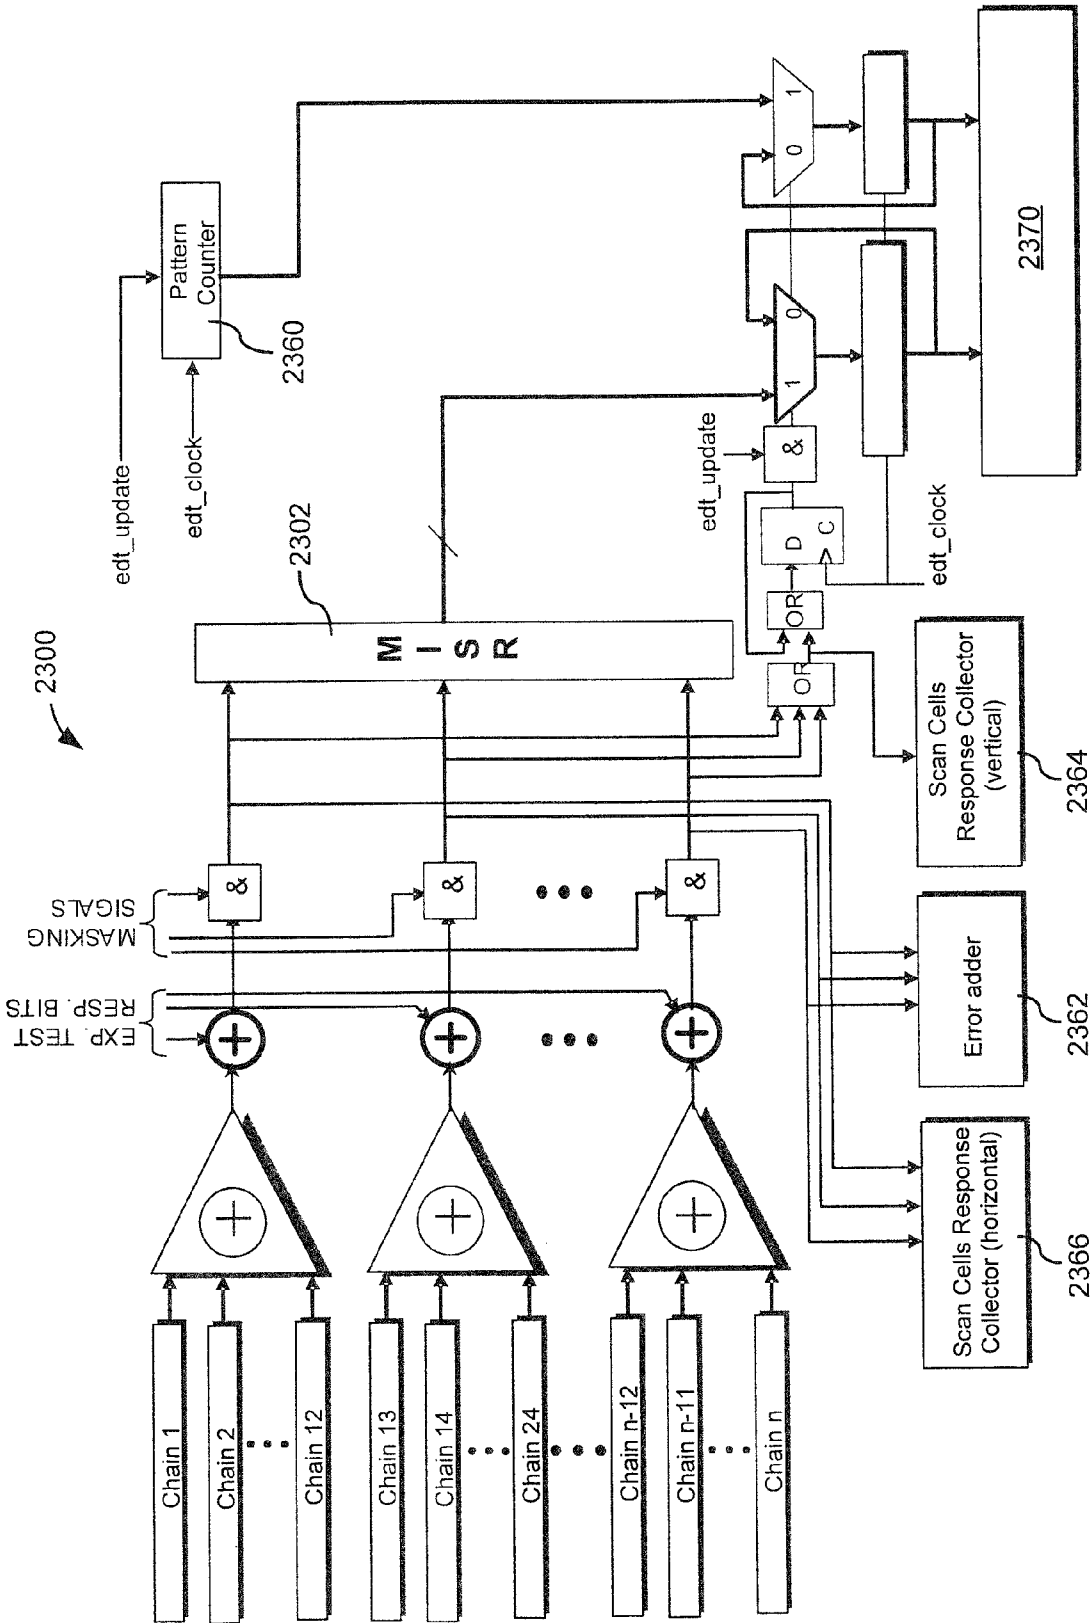 2300
Chain 1
Chain 2
Chain 12
Chain 13
Chain 14
Chain 24
Chain n-12
Chain n-11
Chain n
EXP. TEST
RESP. BITS
MASKING
SIGALS
&
&
&
M
I
S
R
2302
edt_update
edt_clock
Pattern
Counter
2360
OR
OR
D
C
edt_clock
edt_update
&
1
0
0
1
2370
Scan Cells Response
Collector (horizontal)
2366
Error adder
2362
Scan Cells
Response Collector
(vertical)
2364